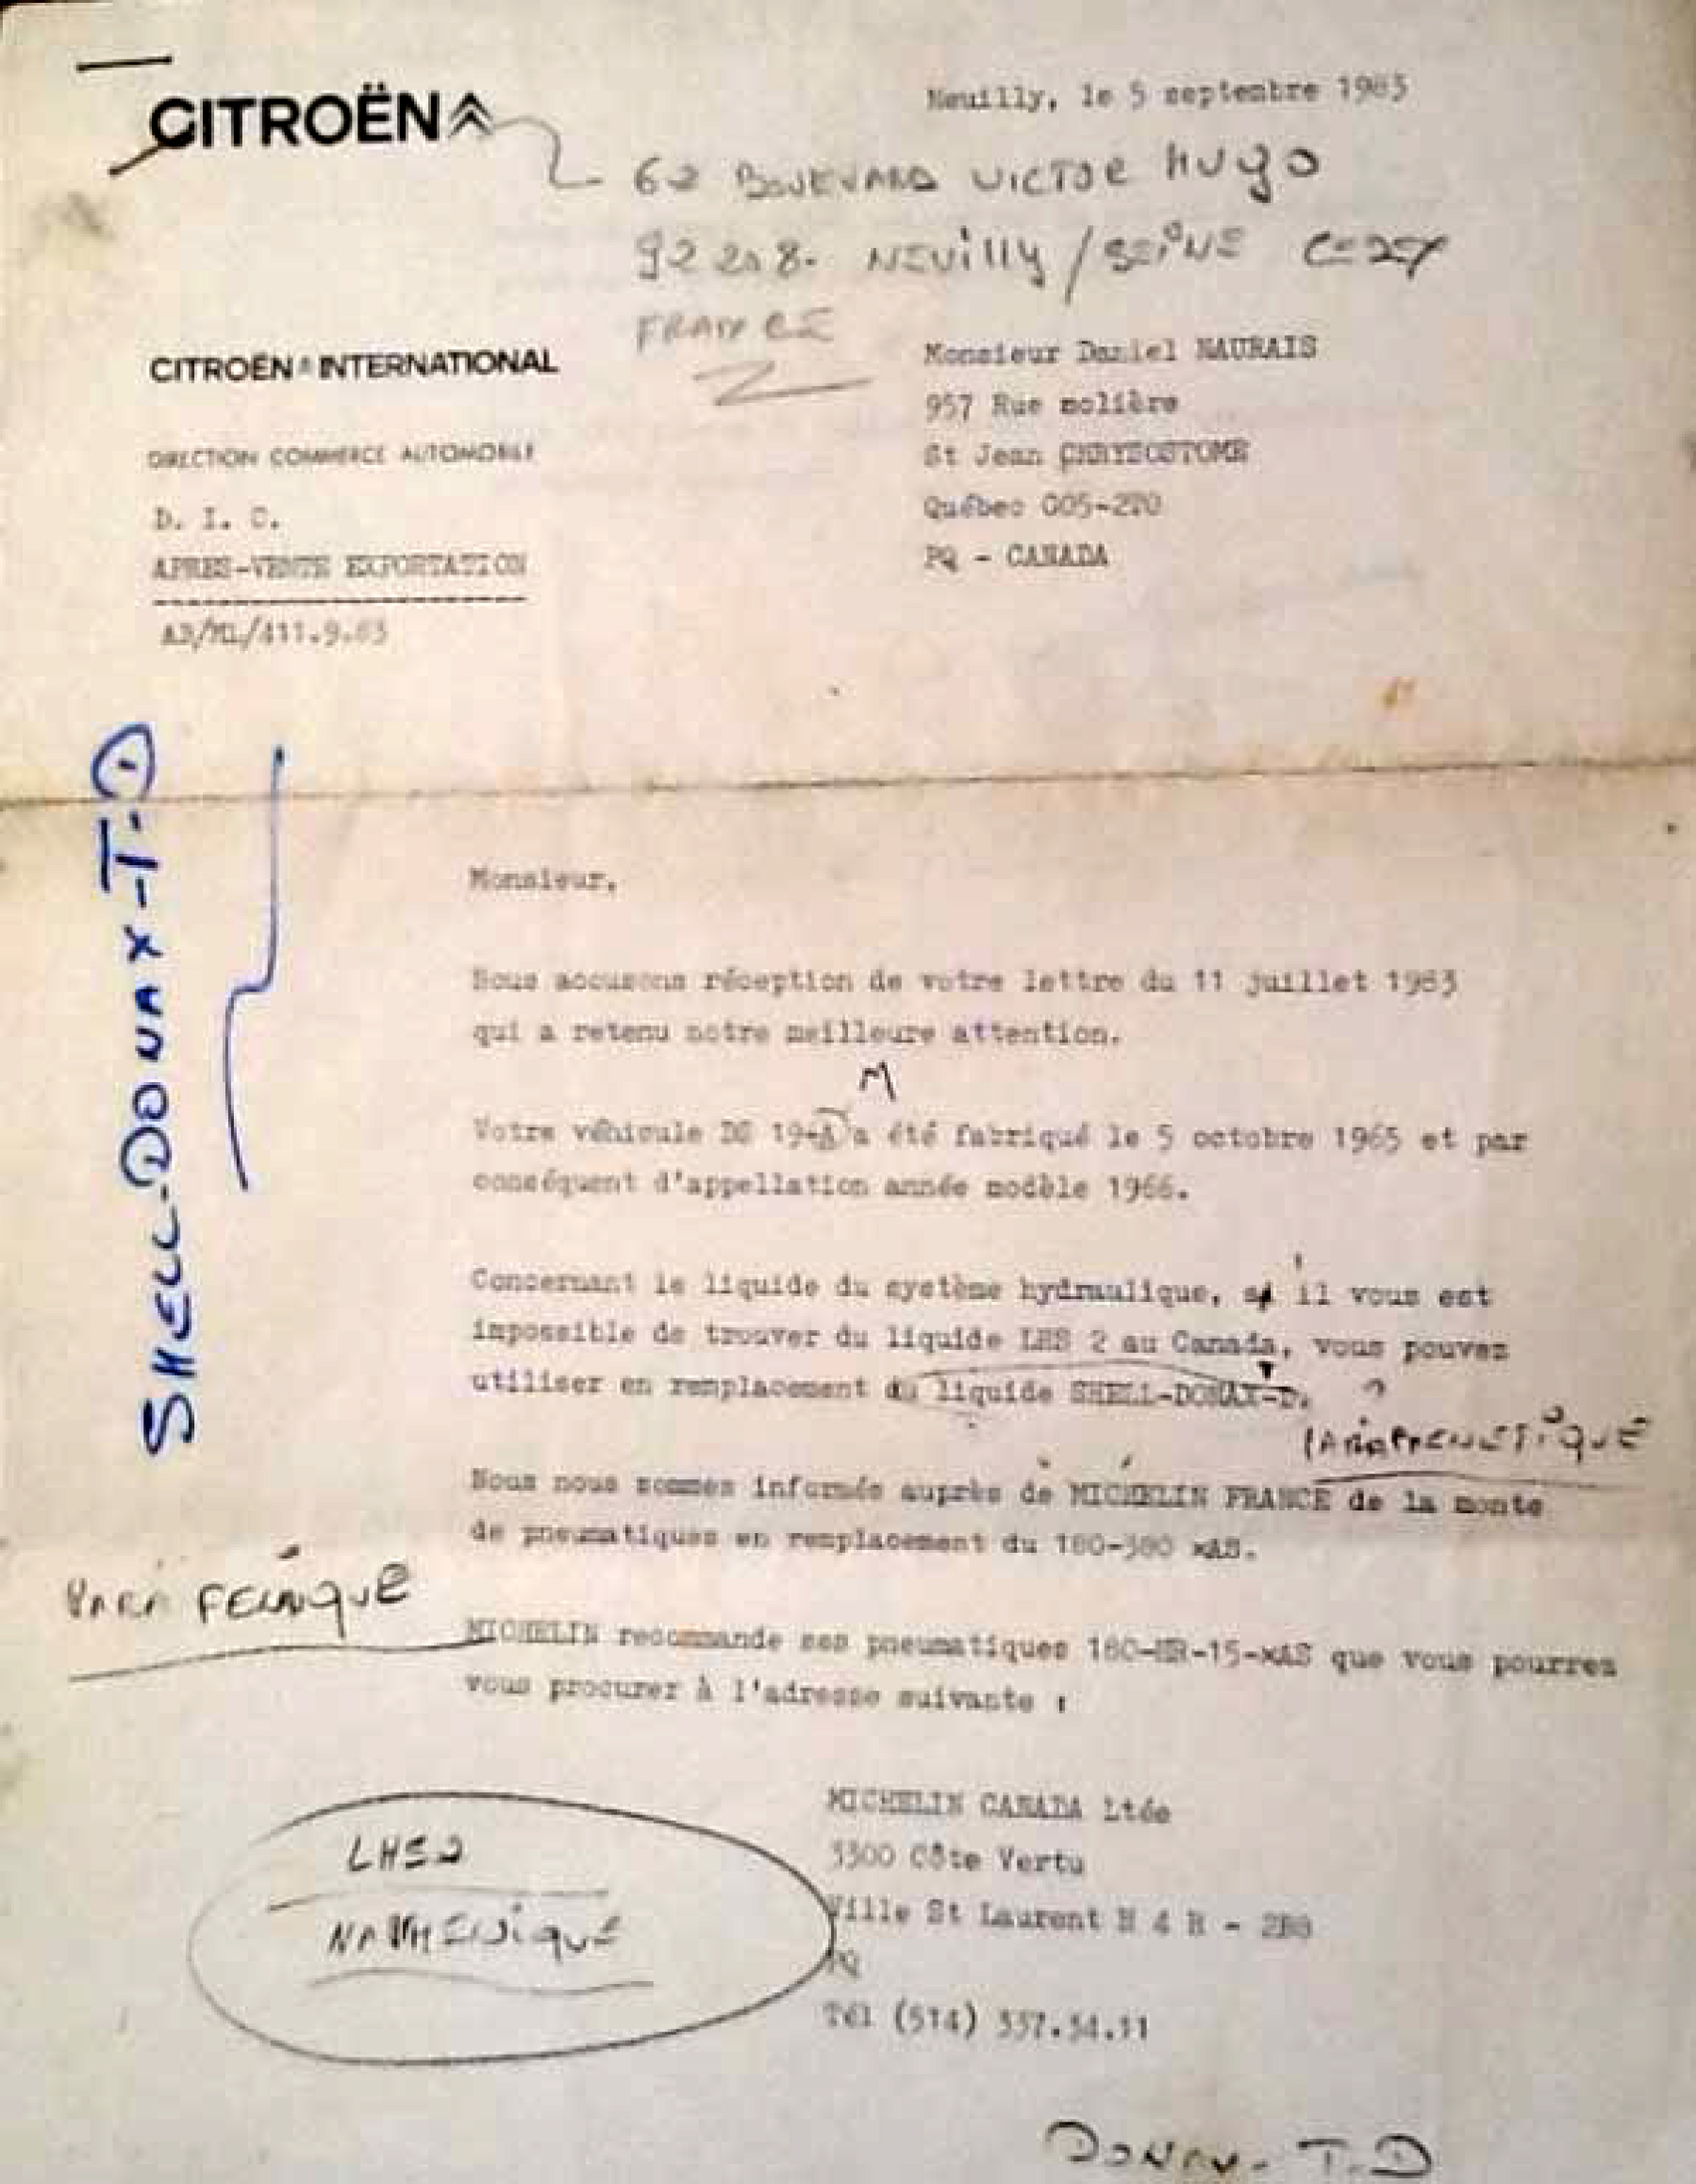 CITROËN
Neuilly, le 5 septembre 1983
62 BOULEVARD VICTOR HUGO
92208. NEUILLY / SEINE
FRANCE
CITROËN INTERNATIONAL
DIRECTION COMMERCE AUTOMOBILE
D. I. C.
APRES-VENTE EXPORTATION
AB/ML/411.9.83
Monsieur Daniel NAURAIS
957 Rue molière
St Jean CHRYSOSTOME
Québec G0S-2T0
PQ - CANADA
SHELL-DONAX-T-D
Monsieur,
Nous accusons réception de votre lettre du 11 juillet 1983
qui a retenu notre meilleure attention.
M
Votre véhicule DS 19-A a été fabriqué le 5 octobre 1965 et par
conséquent d'appellation année modèle 1966.
Concernant le liquide du système hydraulique, s' il vous est
impossible de trouver du liquide LHS 2 au Canada, vous pouvez
utiliser en remplacement du liquide SHELL-DONAX-D. ?
Nous nous sommes informés auprès de MICHELIN FRANCE de la monte
de pneumatiques en remplacement du 180-380 xAS.
MICHELIN recommande ses pneumatiques 180-HR-15-xAS que vous pourrez
vous procurer à l'adresse suivante :
LHS2
NAPHENIQUE
MICHELIN CANADA Ltée
3300 Côte Vertu
Ville St Laurent H 4 R - 2B8
PQ
Tél (514)
DONAX-T-D